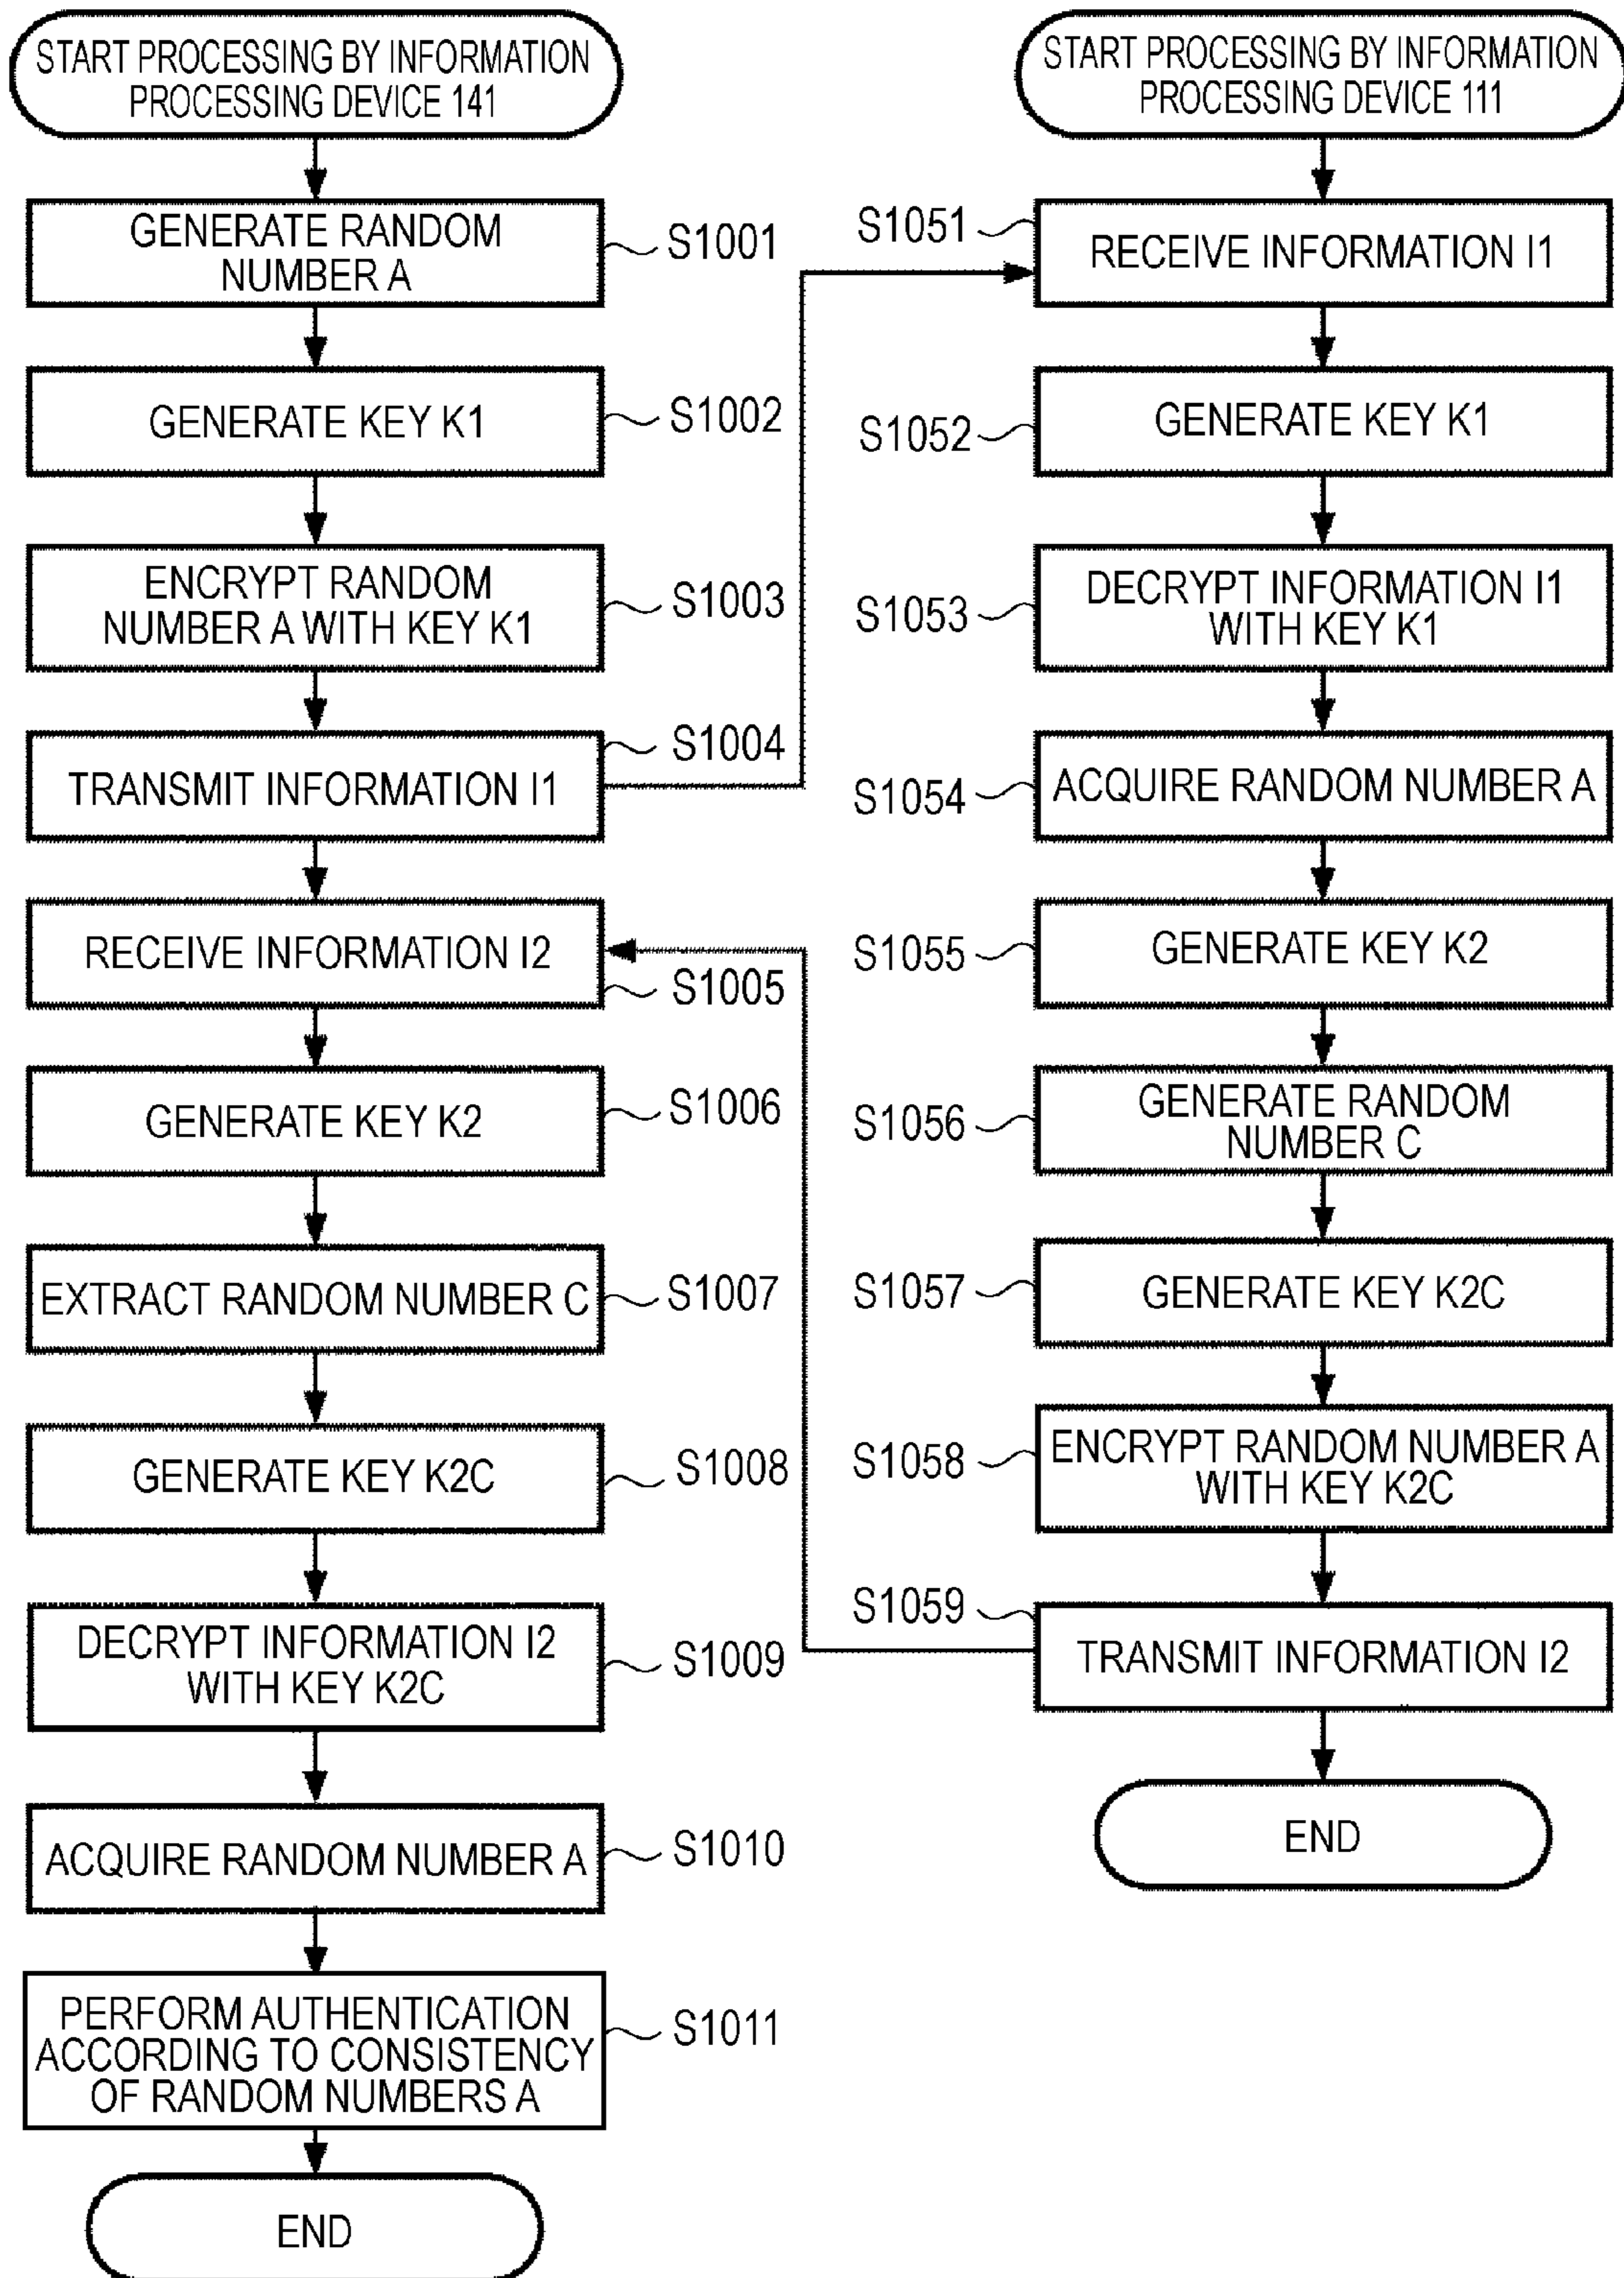 START PROCESSING BY INFORMATION
PROCESSING DEVICE 141
GENERATE RANDOM
NUMBER A
S1001
GENERATE KEY K1
S1002
ENCRYPT RANDOM
NUMBER A WITH KEY K1
S1003
TRANSMIT INFORMATION I1
S1004
RECEIVE INFORMATION I2
S1005
GENERATE KEY K2
S1006
EXTRACT RANDOM NUMBER C
S1007
GENERATE KEY K2C
S1008
DECRYPT INFORMATION I2
WITH KEY K2C
S1009
ACQUIRE RANDOM NUMBER A
S1010
PERFORM AUTHENTICATION
ACCORDING TO CONSISTENCY
OF RANDOM NUMBERS A
S1011
END
START PROCESSING BY INFORMATION
PROCESSING DEVICE 111
S1051
RECEIVE INFORMATION I1
S1052
GENERATE KEY K1
S1053
DECRYPT INFORMATION I1
WITH KEY K1
S1054
ACQUIRE RANDOM NUMBER A
S1055
GENERATE KEY K2
S1056
GENERATE RANDOM
NUMBER C
S1057
GENERATE KEY K2C
S1058
ENCRYPT RANDOM NUMBER A
WITH KEY K2C
S1059
TRANSMIT INFORMATION I2
END